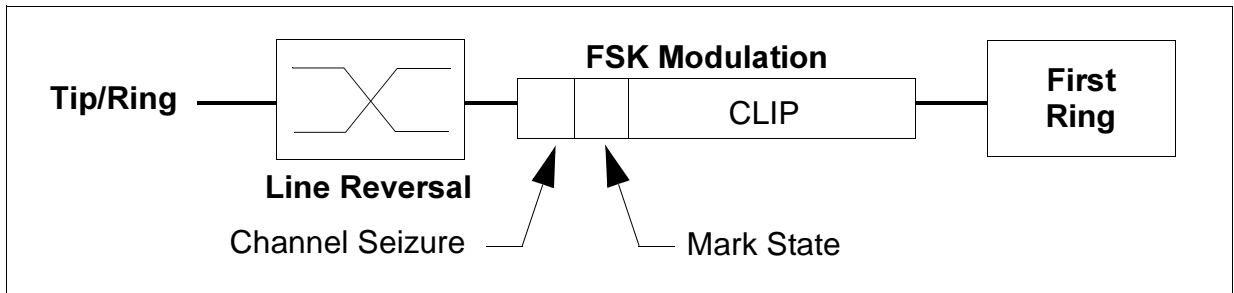 FSK Modulation
Tip/Ring
CLIP
First
Ring
Line Reversal
Channel Seizure
Mark State